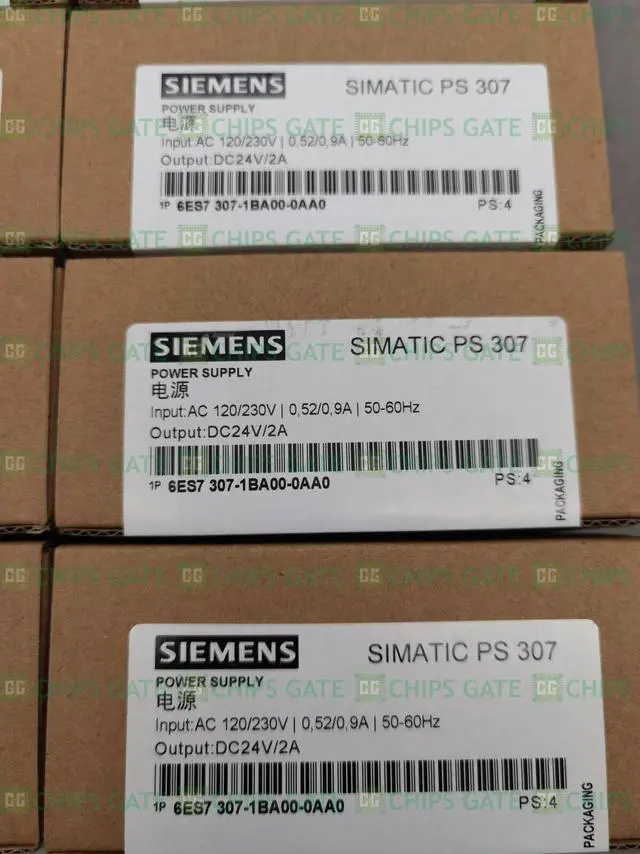 SIEMENS SIMATIC PS 307
POWER SUPPLY
电源
Input:AC 120/230V | 0,52/0,9A | 50-60Hz
Output:DC24V/2A
1P 6ES7 307-1BA00-0AA0 PS:4
PACKAGING
SIEMENS SIMATIC PS 307
POWER SUPPLY
电源
Input:AC 120/230V | 0,52/0,9A | 50-60Hz
Output:DC24V/2A
1P 6ES7 307-1BA00-0AA0 PS:4
PACKAGING
SIEMENS SIMATIC PS 307
POWER SUPPLY
电源
Input:AC 120/230V | 0,52/0,9A | 50-60Hz
Output:DC24V/2A
1P 6ES7 307-1BA00-0AA0 PS:4
PACKAGING
CG CHIPS GATE